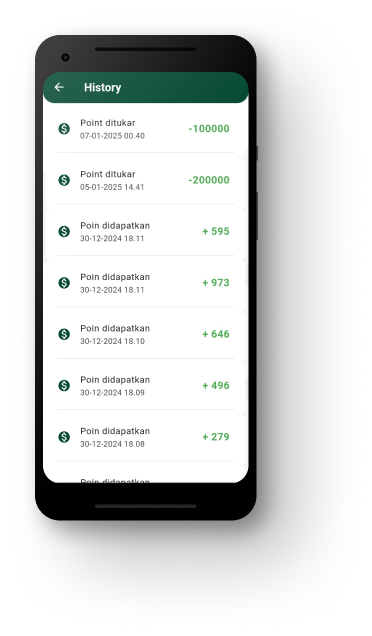 History
Point ditukar
-100000
07-01-2025 00.40
Point ditukar
-200000
05-01-2025 14.41
Poin didapatkan
+ 595
30-12-2024 18.11
Poin didapatkan
+ 973
30-12-2024 18.11
Poin didapatkan
+ 646
30-12-2024 18.10
Poin didapatkan
+ 496
30-12-2024 18.09
Poin didapatkan
+ 279
30-12-2024 18.08
Poin didapatkan